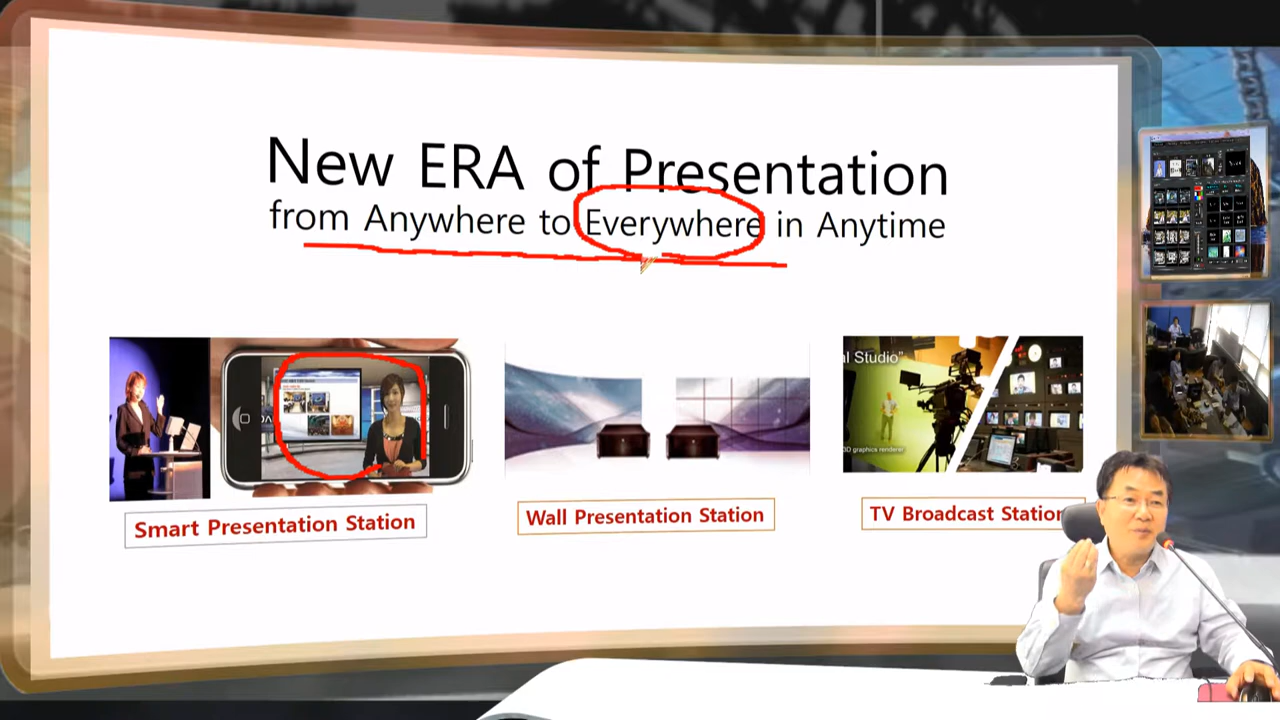 New ERA of Presentation
from Anywhere to Everywhere in Anytime
al Studio”
3D graphics renderer
Smart Presentation Station
Wall Presentation Station
TV Broadcast Station